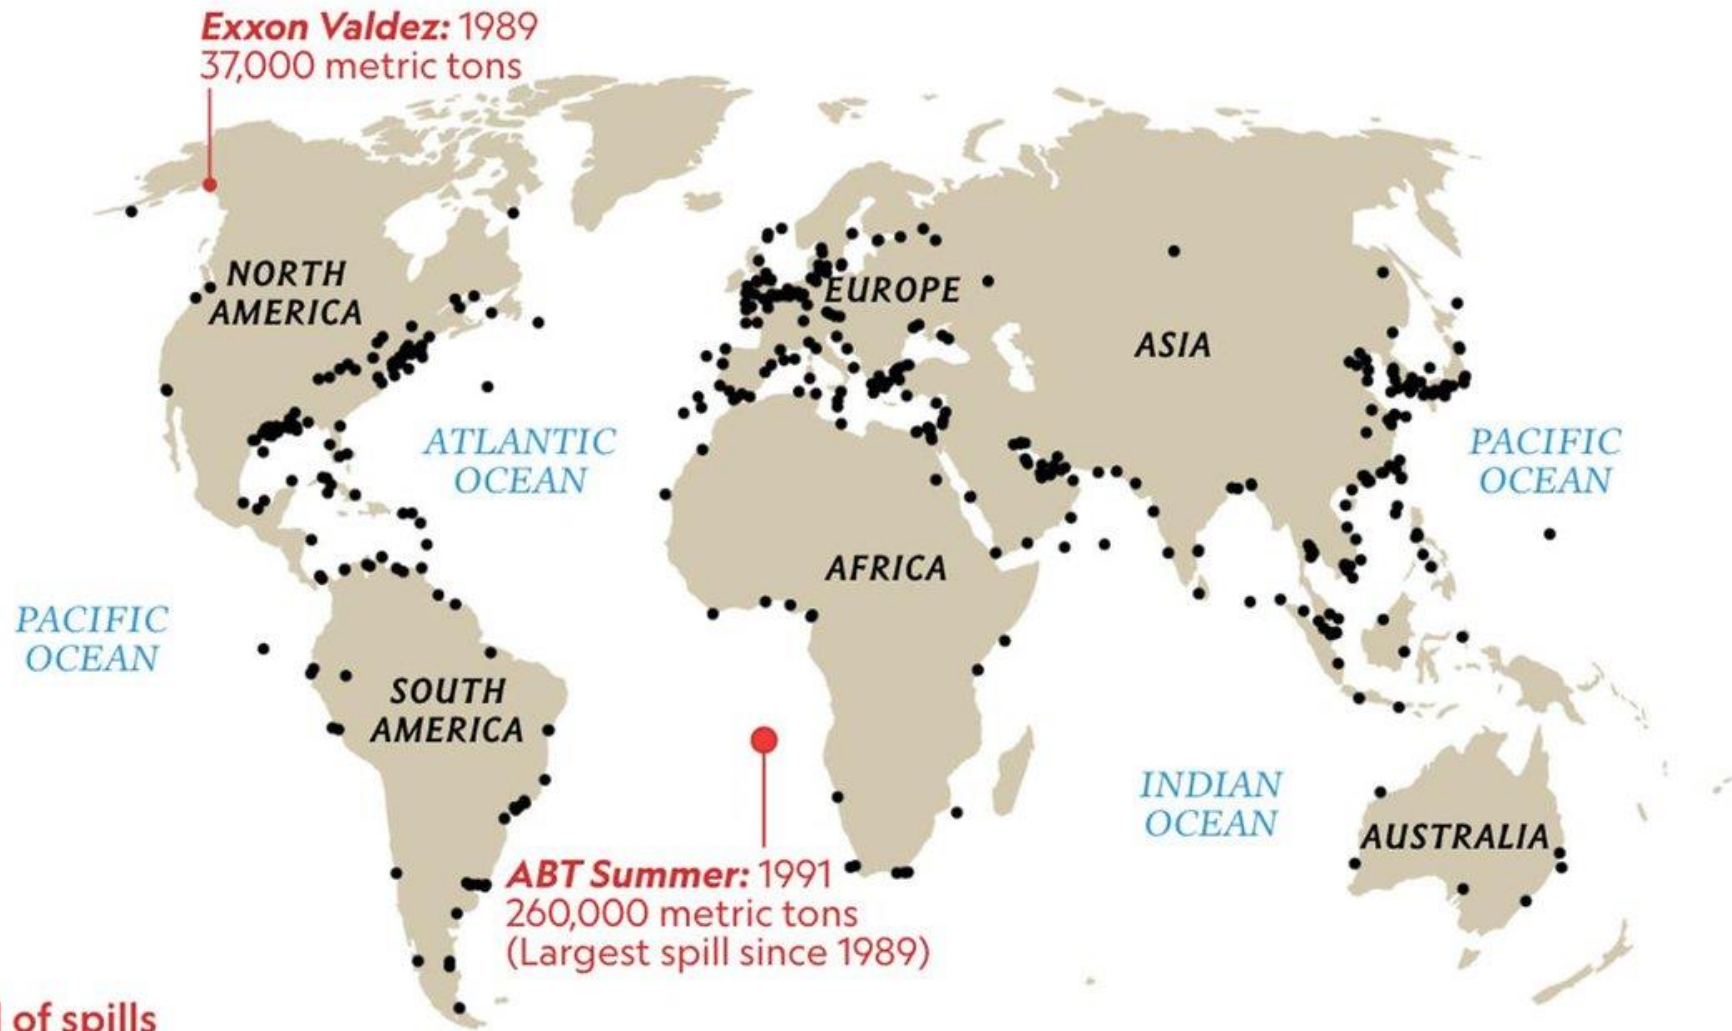 Exxon Valdez: 1989
37,000 metric tons
NORTH
AMERICA
EUROPE
ASIA
ATLANTIC
OCEAN
PACIFIC
OCEAN
AFRICA
PACIFIC
OCEAN
SOUTH
AMERICA
INDIAN
OCEAN
AUSTRALIA
ABT Summer: 1991
260,000 metric tons
(Largest spill since 1989)
of spills